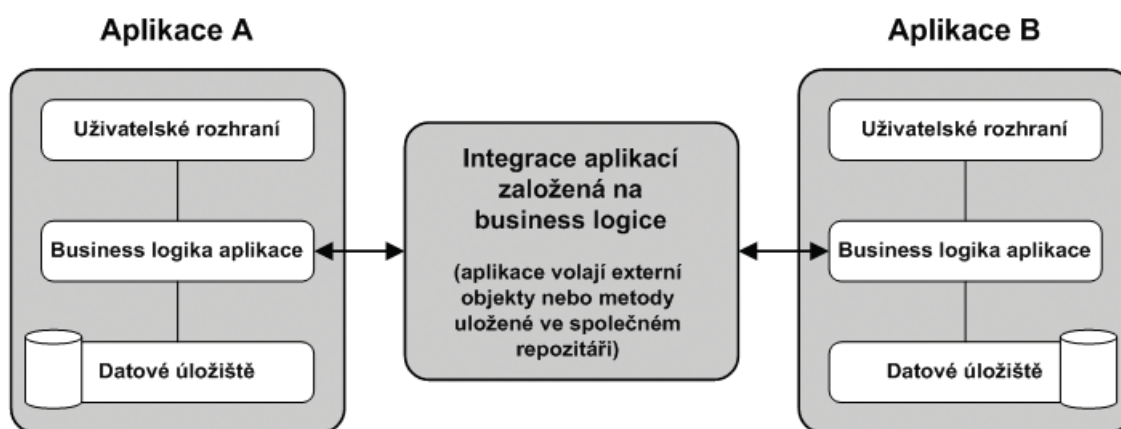 Aplikace A
Uživatelské rozhraní
Business logika aplikace
Datové úložiště
Integrace aplikací
založená na
business logice
(aplikace volají externí
objekty nebo metody
uložené ve společném
repozitáři)
Aplikace B
Uživatelské rozhraní
Business logika aplikace
Datové úložiště